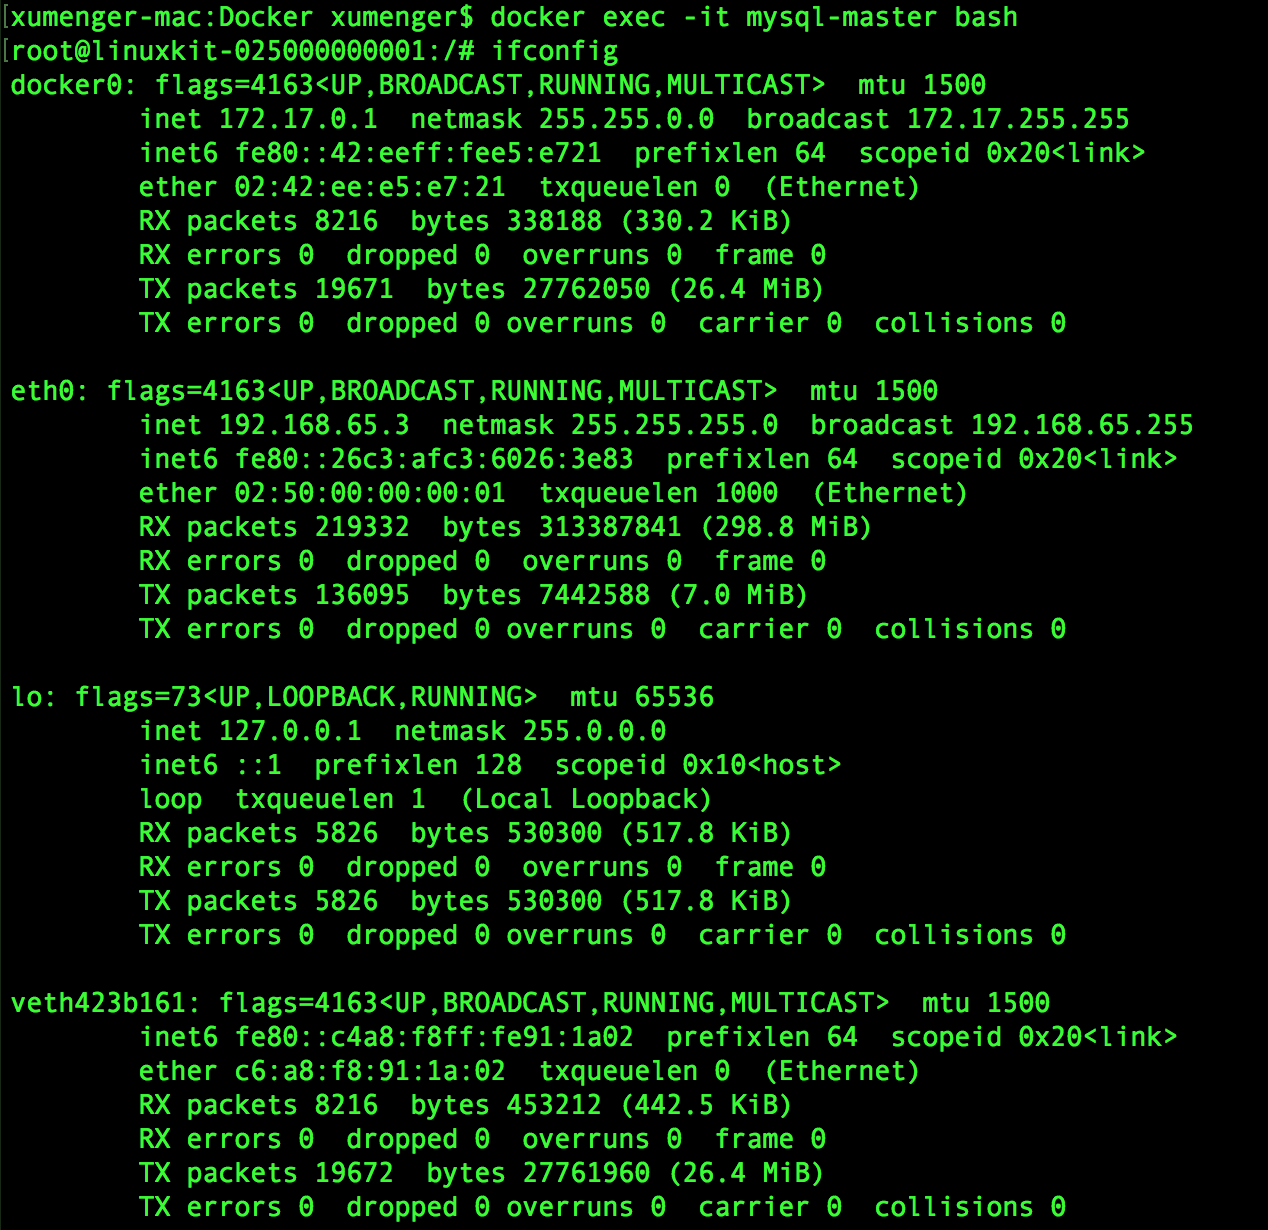 [xumenger-mac:Docker xumenger$ docker exec -it mysql-master bash
[root@linuxkit-025000000001:/# ifconfig
docker0: flags=4163<UP,BROADCAST,RUNNING,MULTICAST>  mtu 1500
        inet 172.17.0.1  netmask 255.255.0.0  broadcast 172.17.255.255
        inet6 fe80::42:eeff:fee5:e721  prefixlen 64  scopeid 0x20<link>
        ether 02:42:ee:e5:e7:21  txqueuelen 0  (Ethernet)
        RX packets 8216  bytes 338188 (330.2 KiB)
        RX errors 0  dropped 0  overruns 0  frame 0
        TX packets 19671  bytes 27762050 (26.4 MiB)
        TX errors 0  dropped 0 overruns 0  carrier 0  collisions 0

eth0: flags=4163<UP,BROADCAST,RUNNING,MULTICAST>  mtu 1500
        inet 192.168.65.3  netmask 255.255.255.0  broadcast 192.168.65.255
        inet6 fe80::26c3:afc3:6026:3e83  prefixlen 64  scopeid 0x20<link>
        ether 02:50:00:00:00:01  txqueuelen 1000  (Ethernet)
        RX packets 219332  bytes 313387841 (298.8 MiB)
        RX errors 0  dropped 0  overruns 0  frame 0
        TX packets 136095  bytes 7442588 (7.0 MiB)
        TX errors 0  dropped 0 overruns 0  carrier 0  collisions 0

lo: flags=73<UP,LOOPBACK,RUNNING>  mtu 65536
        inet 127.0.0.1  netmask 255.0.0.0
        inet6 ::1  prefixlen 128  scopeid 0x10<host>
        loop  txqueuelen 1  (Local Loopback)
        RX packets 5826  bytes 530300 (517.8 KiB)
        RX errors 0  dropped 0  overruns 0  frame 0
        TX packets 5826  bytes 530300 (517.8 KiB)
        TX errors 0  dropped 0 overruns 0  carrier 0  collisions 0

veth423b161: flags=4163<UP,BROADCAST,RUNNING,MULTICAST>  mtu 1500
        inet6 fe80::c4a8:f8ff:fe91:1a02  prefixlen 64  scopeid 0x20<link>
        ether c6:a8:f8:91:1a:02  txqueuelen 0  (Ethernet)
        RX packets 8216  bytes 453212 (442.5 KiB)
        RX errors 0  dropped 0  overruns 0  frame 0
        TX packets 19672  bytes 27761960 (26.4 MiB)
        TX errors 0  dropped 0 overruns 0  carrier 0  collisions 0